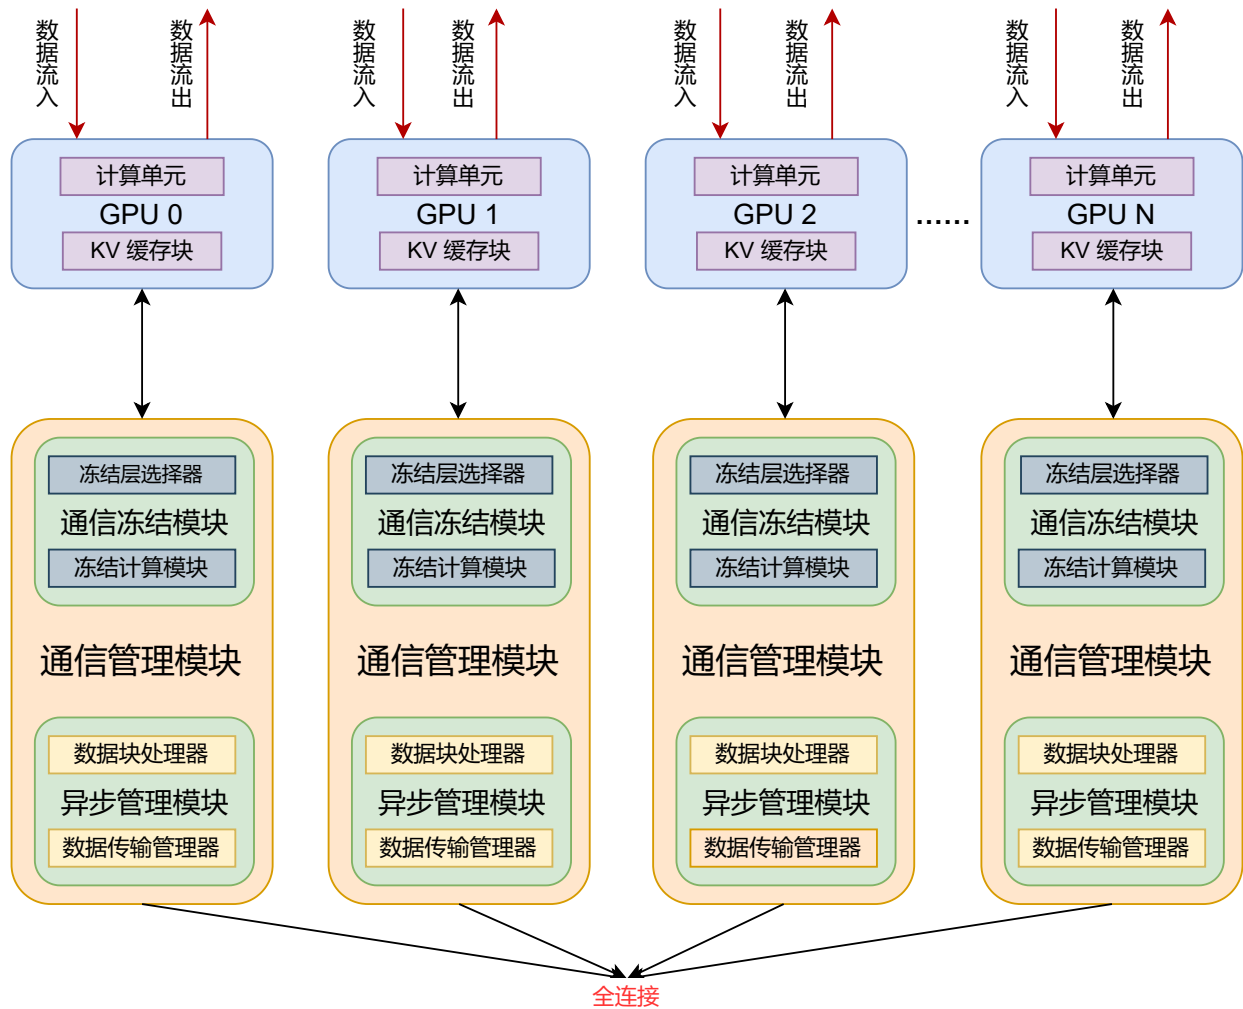 数据流入
数据流出
数据流入
数据流出
数据流入
数据流出
数据流入
数据流出
计算单元
GPU 0
KV 缓存块
计算单元
GPU 1
KV 缓存块
计算单元
GPU 2
KV 缓存块
......
计算单元
GPU N
KV 缓存块
冻结层选择器
通信冻结模块
冻结计算模块
通信管理模块
数据块处理器
异步管理模块
数据传输管理器
冻结层选择器
通信冻结模块
冻结计算模块
通信管理模块
数据块处理器
异步管理模块
数据传输管理器
冻结层选择器
通信冻结模块
冻结计算模块
通信管理模块
数据块处理器
异步管理模块
数据传输管理器
冻结层选择器
通信冻结模块
冻结计算模块
通信管理模块
数据块处理器
异步管理模块
数据传输管理器
全连接